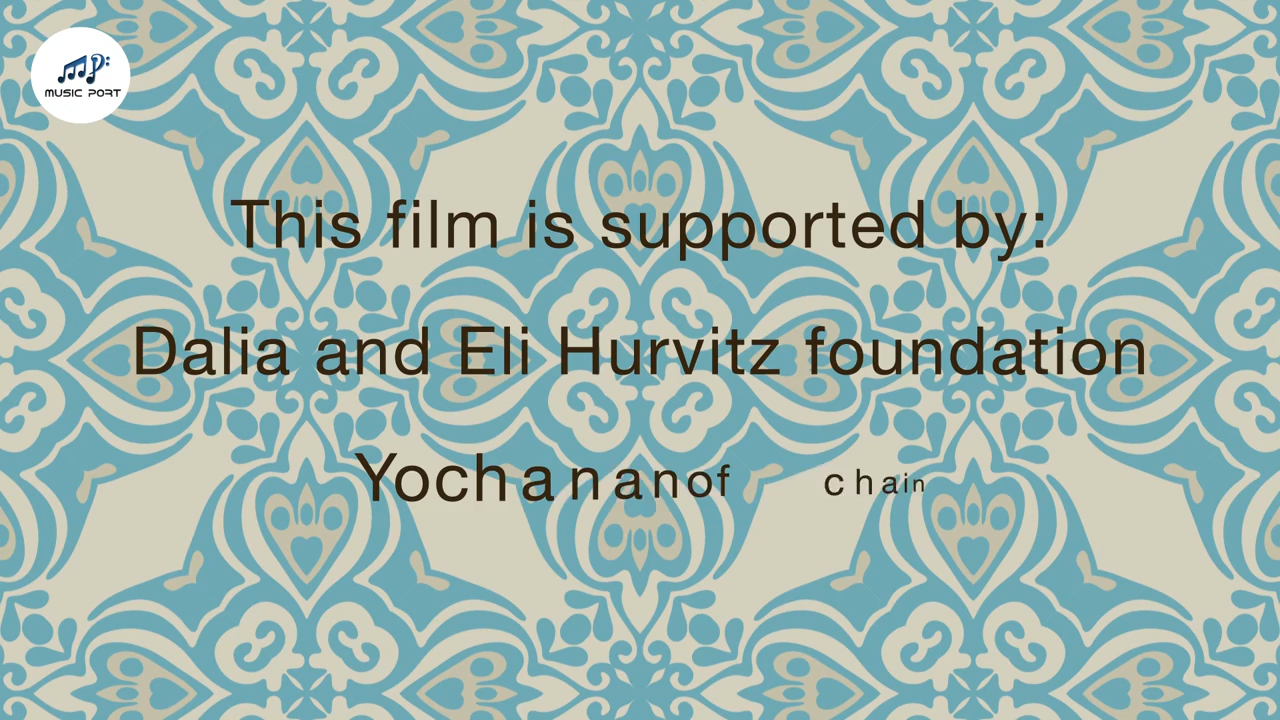 MUSIC PORT
This film is supported by:
Dalia and Eli Hurvitz foundation
Yochananof chain